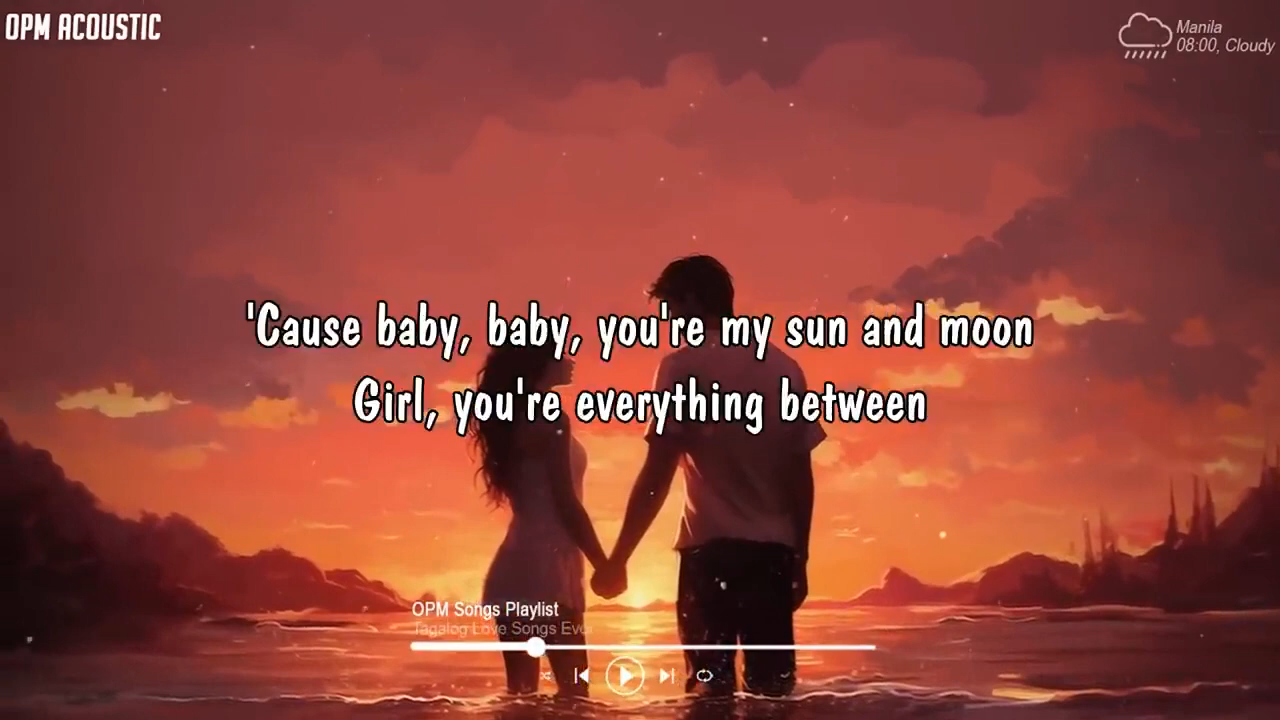 OPM ACOUSTIC
Manila
08:00, Cloudy
'Cause baby, baby, you're my sun and moon
Girl, you're everything between
OPM Songs Playlist
Tagalog Love Songs Ever